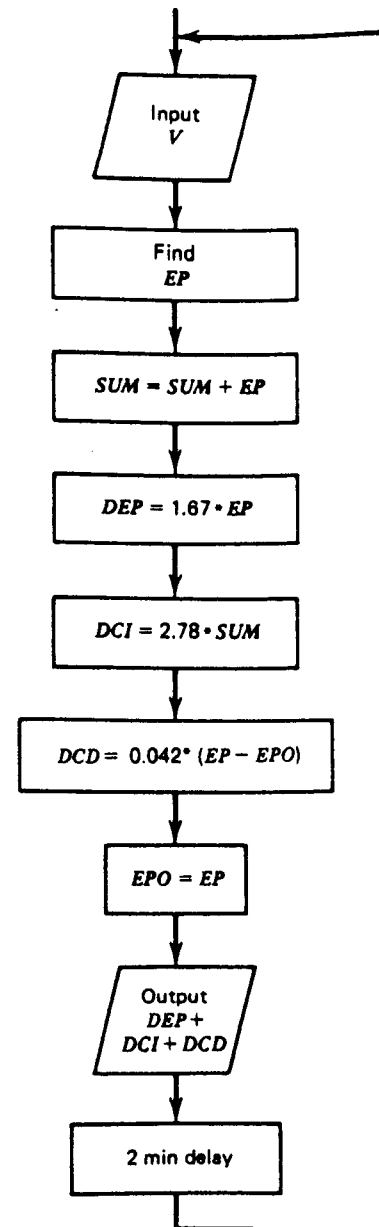 Input
V
Find
EP
SUM = SUM + EP
DEP = 1.67 * EP
DCI = 2.78 * SUM
DCD = 0.042* (EP – EPO)
EPO = EP
Output
DEP +
DCI + DCD
2 min delay